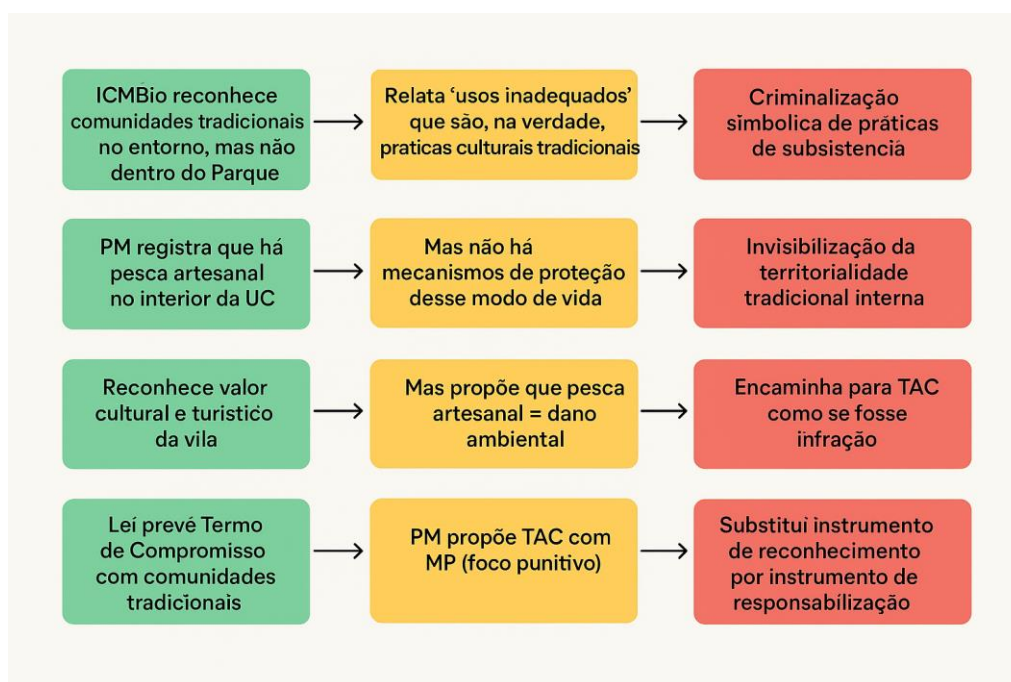 ICMBio reconhece
comunidades tradicionais
no entorno, mas não
dentro do Parque
Relata ‘usos inadequados’
que são, na verdade,
praticas culturais tradicionais
Criminalização
simbolica de práticas
de subsistenciá
PM registra que há
pesca artesanal
no interior da UC
Mas não há
mecanismos de proteção
desse modo de vida
Invisibilização da
territorialidade
tradicional interna
Reconhece valor
cultural e turistico
da vila
Mas propõe que pesca
artesanal = dano
ambiental
Encaminha para TAC
como se fosse
infração
Leí prevé Termo
de Compromisso
com comunidades
tradicionais
PM propõe TAC com
MP (foco punitivo)
Substituí instrumento
de reconhecimento
por instrumento de
responsabilização